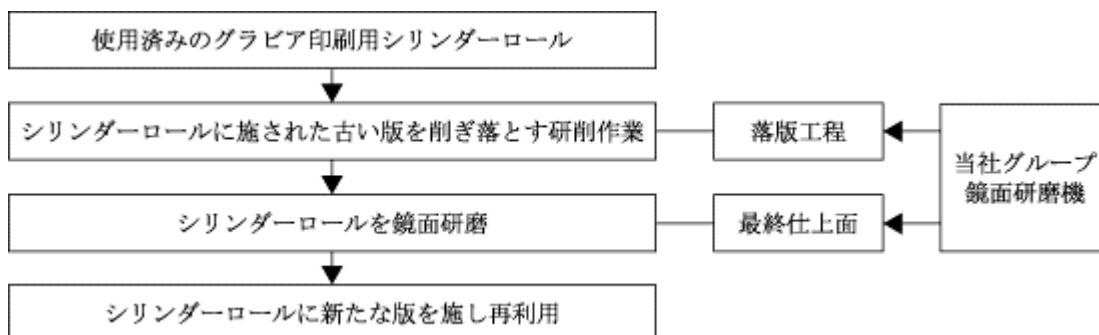 使用済みのグラビア印刷用シリンダーロール
シリンダーロールに施された古い版を削ぎ落とす研削作業
落版工程
当社グループ
鏡面研磨機
シリンダーロールを鏡面研磨
最終仕上面
シリンダーロールに新たな版を施し再利用